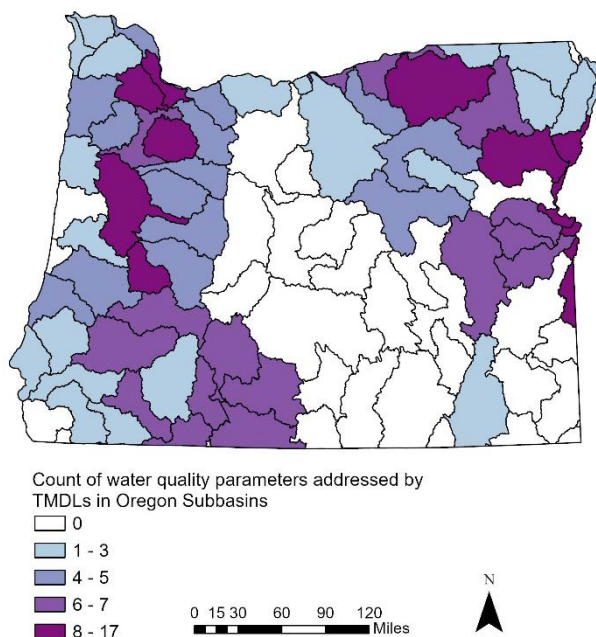 Count of water quality parameters addressed by
TMDLs in Oregon Subbasins
0
1 - 3
4 - 5
6 - 7
8 - 17
0 15 30 60 90 120
Miles
N